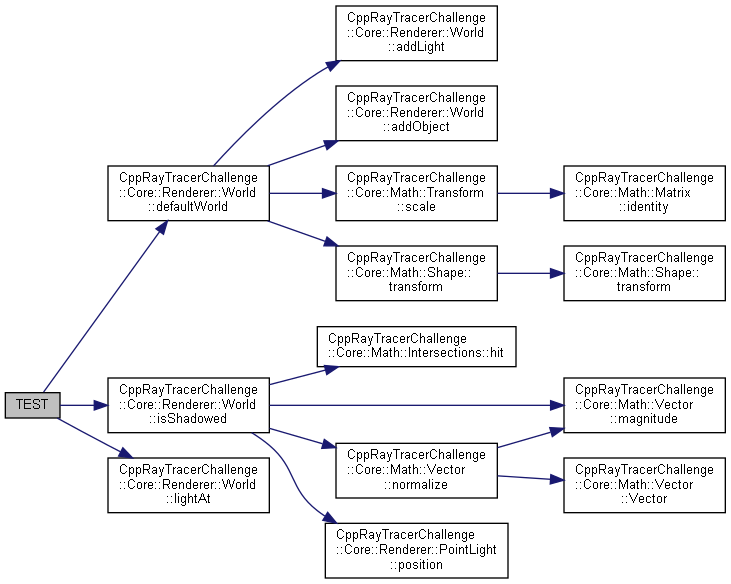 CppRayTracerChallenge
::Core::Renderer::World
::addLight
CppRayTracerChallenge
::Core::Renderer::World
::addObject
CppRayTracerChallenge
::Core::Renderer::World
::defaultWorld
CppRayTracerChallenge
::Core::Math::Transform
::scale
CppRayTracerChallenge
::Core::Math::Matrix
::identity
CppRayTracerChallenge
::Core::Math::Shape::
transform
CppRayTracerChallenge
::Core::Math::Shape::
transform
CppRayTracerChallenge
::Core::Math::Intersections::hit
TEST
CppRayTracerChallenge
::Core::Renderer::World
::isShadowed
CppRayTracerChallenge
::Core::Math::Vector
::magnitude
CppRayTracerChallenge
::Core::Math::Vector
::normalize
CppRayTracerChallenge
::Core::Renderer::World
::lightAt
CppRayTracerChallenge
::Core::Math::Vector
::Vector
CppRayTracerChallenge
::Core::Renderer::PointLight
::position